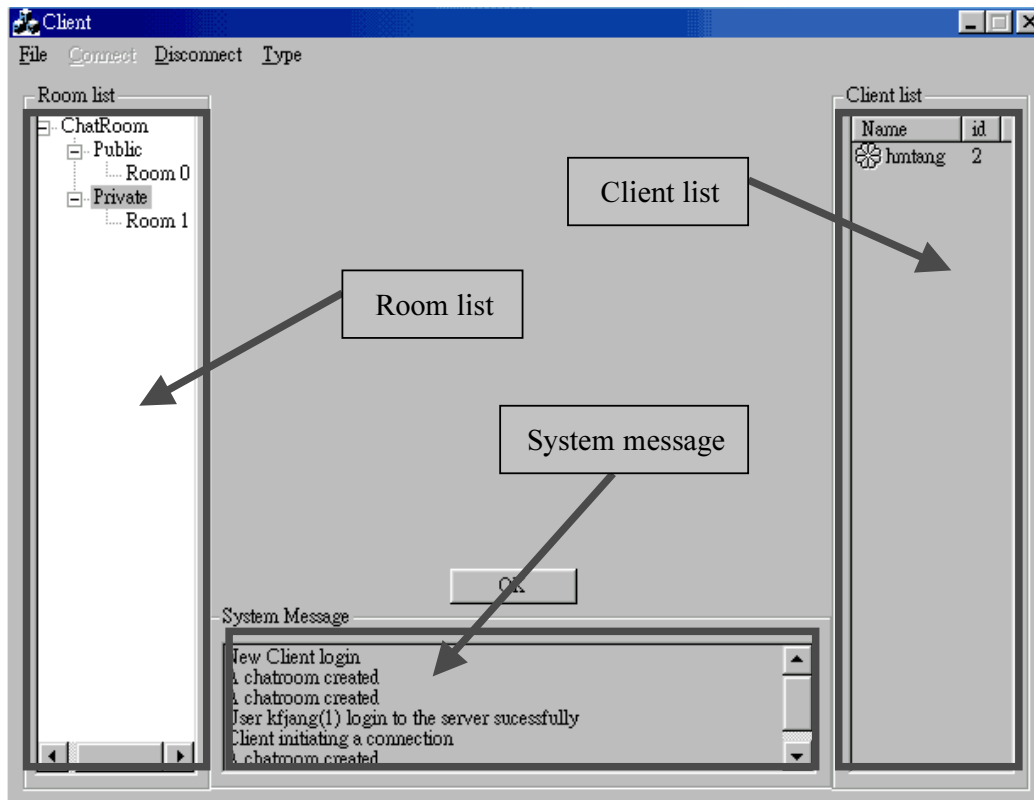 Client
File Connect Disconnect Type
Room list
ChatRoom
Public
Room 0
Private
Room 1
Client list
Name id
hmtang 2
Client list
Room list
System message
OK
System Message
New Client login
A chatroom created
A chatroom created
User kfjang(1) login to the server sucessfully
Client initiating a connection
A chatroom created